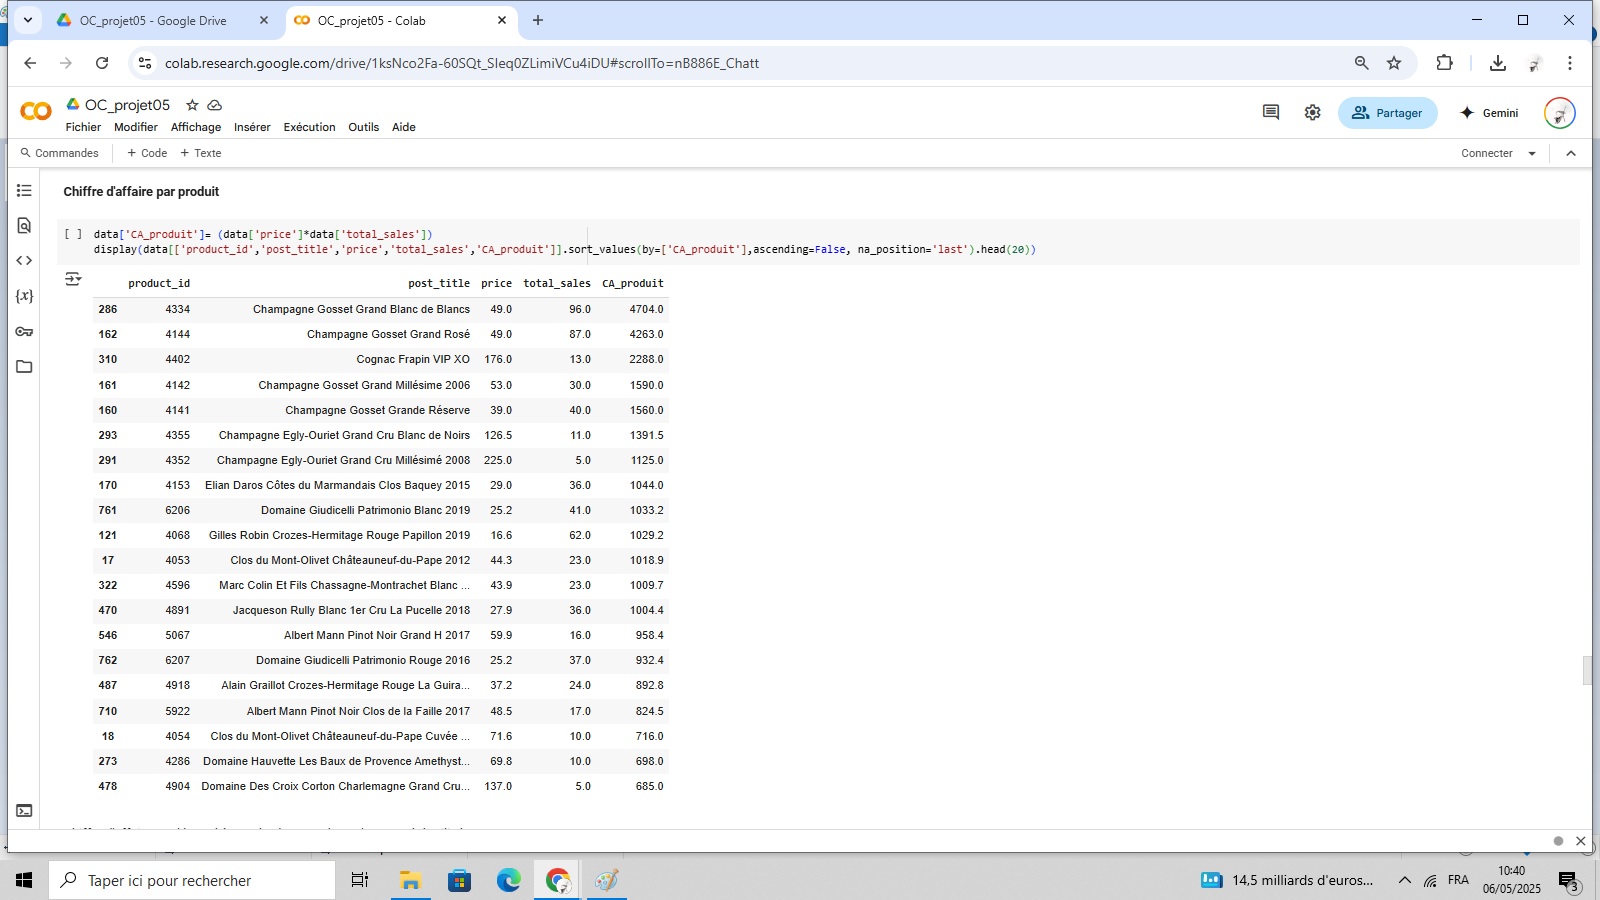 OC_projet05 - Google Drive
OC_projet05 - Colab
colab.research.google.com/drive/1ksNco2Fa-60SQt_Sleq0ZLimiVCu4iDU#scrollTo=nB886E_Chatt
OC_projet05
Fichier Modifier Affichage Insérer Exécution Outils Aide
Partager
Gemini
Commandes + Code + Texte
Connecter
Chiffre d'affaire par produit
[ ] data['CA_produit']= (data['price']*data['total_sales'])
display(data[['product_id','post_title','price','total_sales','CA_produit']].sort_values(by=['CA_produit'],ascending=False, na_position='last').head(20))
product_id post_title price total_sales CA_produit
286 4334 Champagne Gosset Grand Blanc de Blancs 49.0 96.0 4704.0
162 4144 Champagne Gosset Grand Rosé 49.0 87.0 4263.0
310 4402 Cognac Frapin VIP XO 176.0 13.0 2288.0
161 4142 Champagne Gosset Grand Millésime 2006 53.0 30.0 1590.0
160 4141 Champagne Gosset Grande Réserve 39.0 40.0 1560.0
293 4355 Champagne Egly-Ouriet Grand Cru Blanc de Noirs 126.5 11.0 1391.5
291 4352 Champagne Egly-Ouriet Grand Cru Millésimé 2008 225.0 5.0 1125.0
170 4153 Elian Daros Côtes du Marmandais Clos Baquey 2015 29.0 36.0 1044.0
761 6206 Domaine Giudicelli Patrimonio Blanc 2019 25.2 41.0 1033.2
121 4068 Gilles Robin Crozes-Hermitage Rouge Papillon 2019 16.6 62.0 1029.2
17 4053 Clos du Mont-Olivet Châteauneuf-du-Pape 2012 44.3 23.0 1018.9
322 4596 Marc Colin Et Fils Chassagne-Montrachet Blanc ... 43.9 23.0 1009.7
470 4891 Jacqueson Rully Blanc 1er Cru La Pucelle 2018 27.9 36.0 1004.4
546 5067 Albert Mann Pinot Noir Grand H 2017 59.9 16.0 958.4
762 6207 Domaine Giudicelli Patrimonio Rouge 2016 25.2 37.0 932.4
487 4918 Alain Graillot Crozes-Hermitage Rouge La Guira... 37.2 24.0 892.8
710 5922 Albert Mann Pinot Noir Clos de la Faille 2017 48.5 17.0 824.5
18 4054 Clos du Mont-Olivet Châteauneuf-du-Pape Cuvée ... 71.6 10.0 716.0
273 4286 Domaine Hauvette Les Baux de Provence Amethyst... 69.8 10.0 698.0
478 4904 Domaine Des Croix Corton Charlemagne Grand Cru... 137.0 5.0 685.0
Taper ici pour rechercher
14,5 milliards d'euros...
FRA
10:40
06/05/2025
3